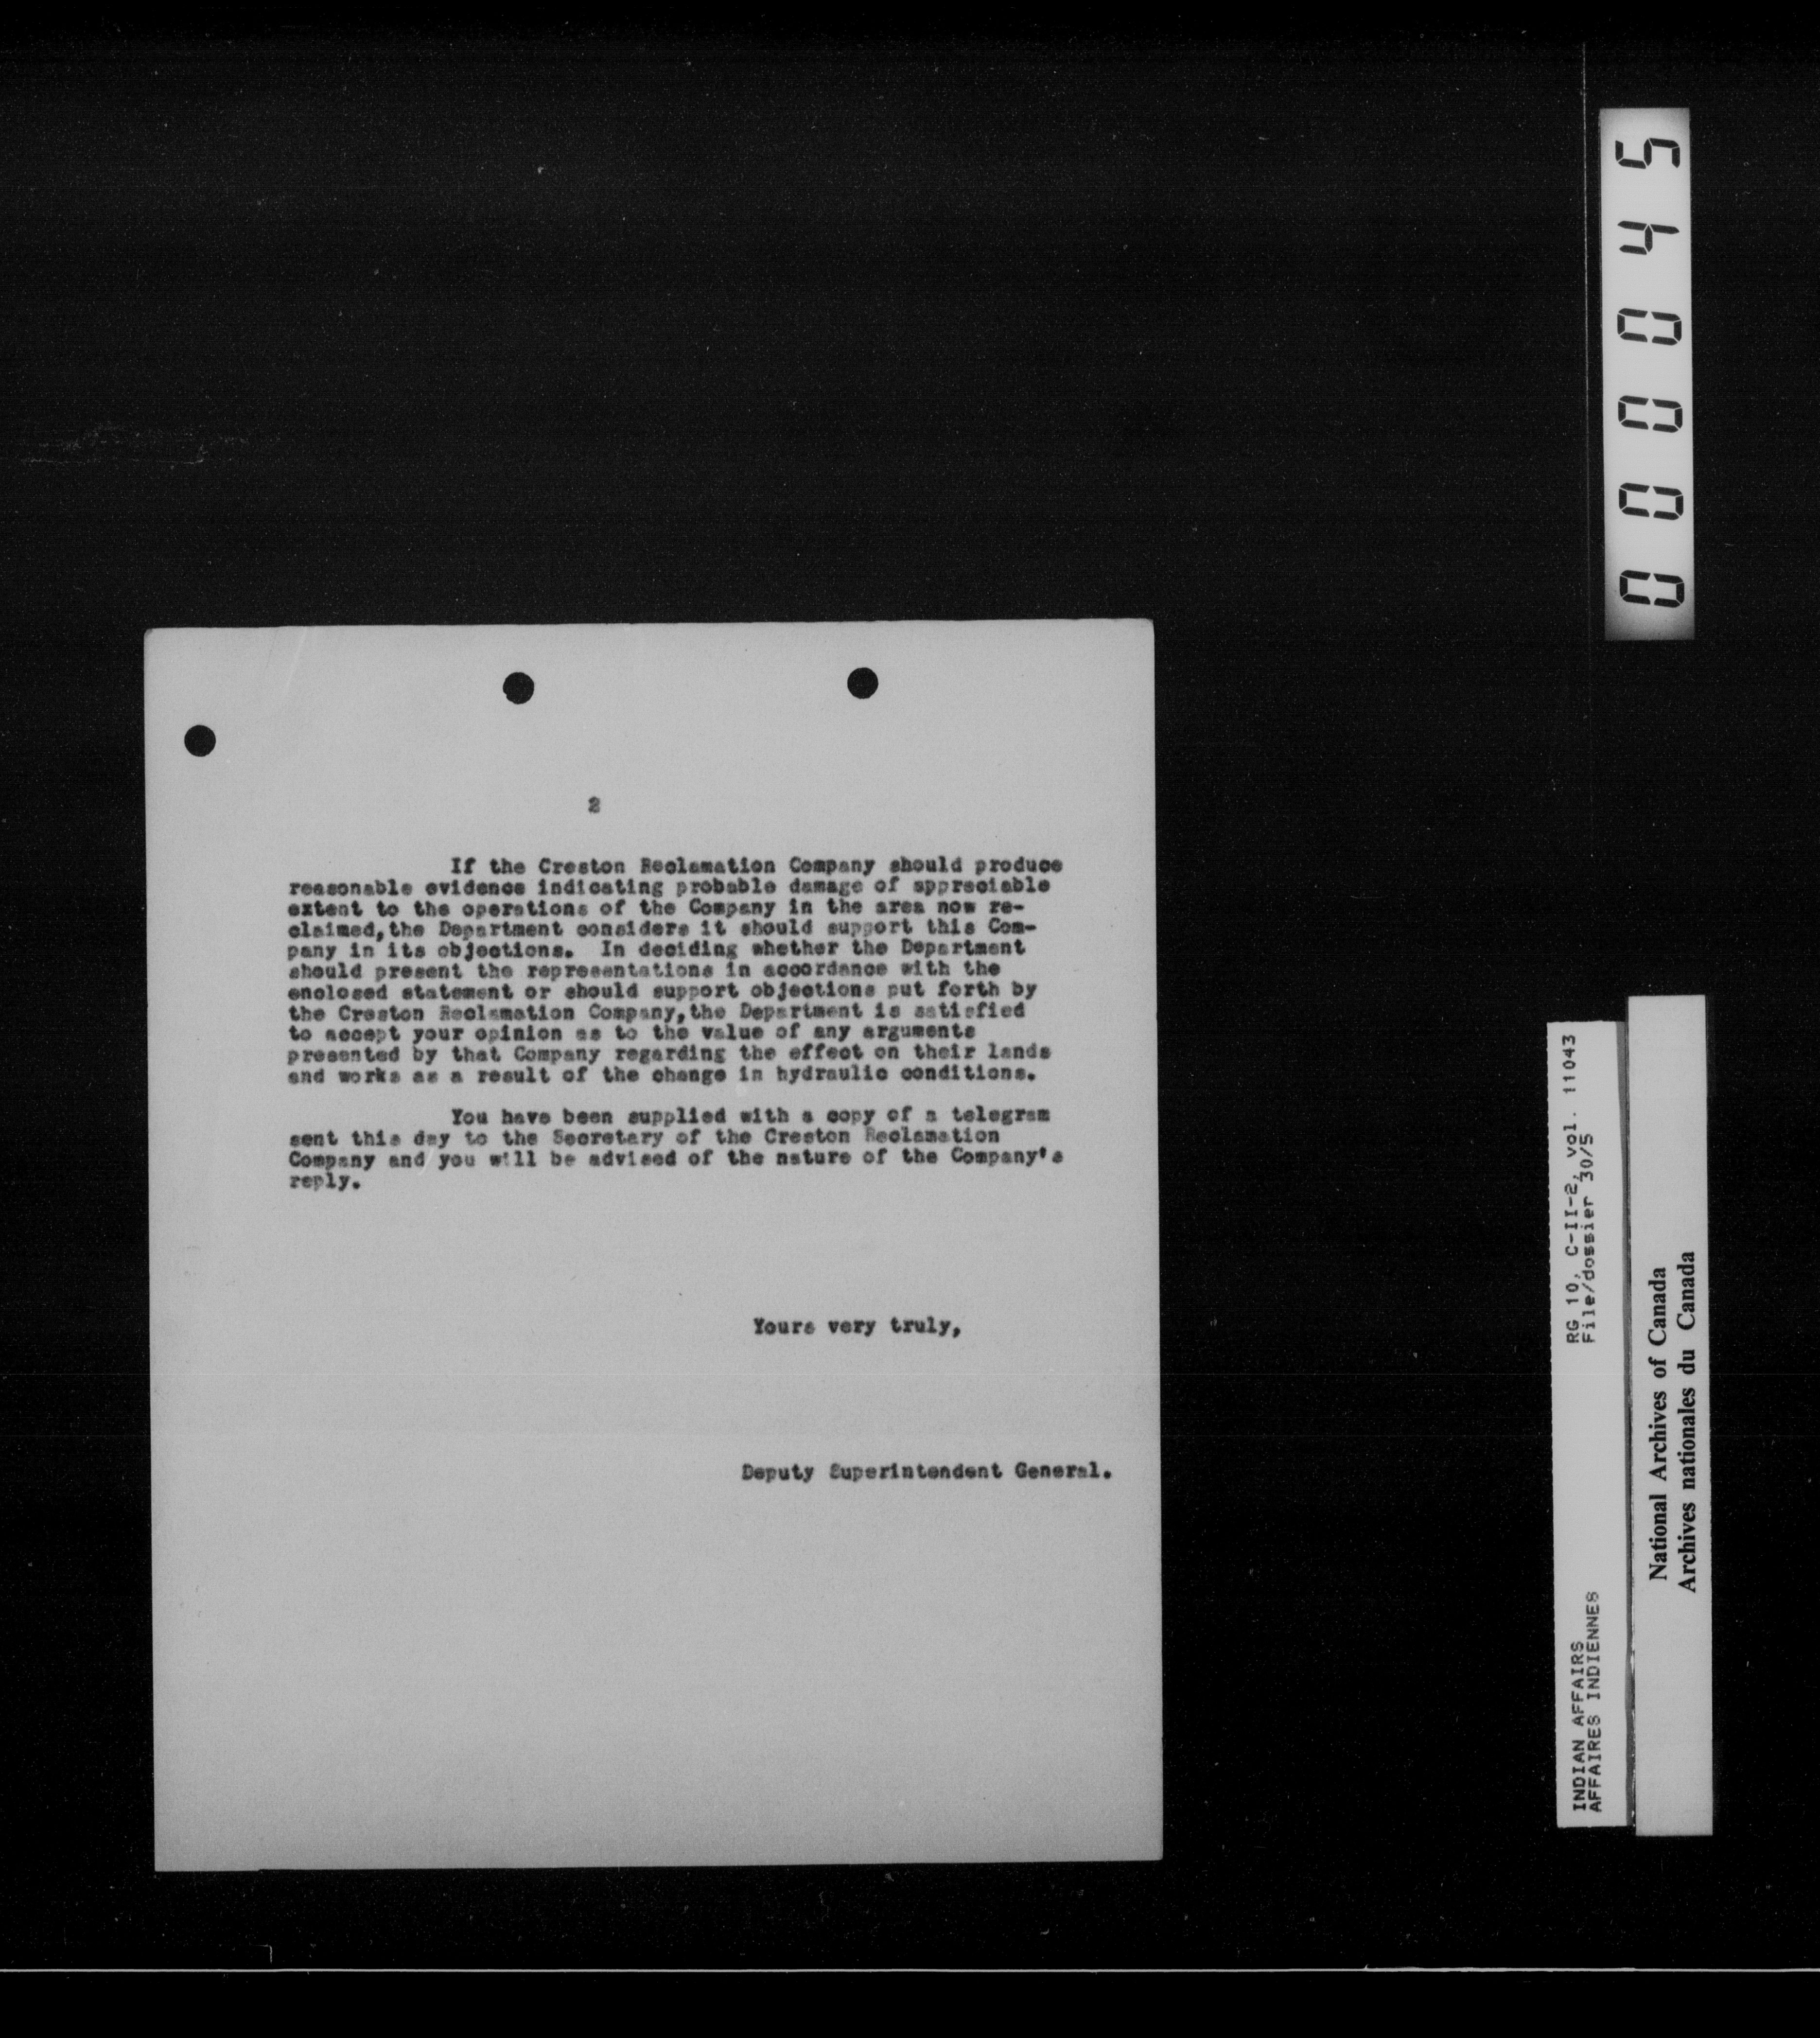 2
If the Creston Reclamation Company should produce
reasonable evidence indicating probable damage of appreciable
extent to the operations of the Company in the area now re-
claimed, the Department considers it should support this Com-
pany in its objections. In deciding whether the Department
should present the representations in accordance with the
enclosed statement or should support objections put forth by
the Creston Reclamation Company, the Department is satisfied
to accept your opinion as to the value of any arguments
presented by that Company regarding the effect on their lands
and works as a result of the change in hydraulic conditions.
You have been supplied with a copy of a telegram
sent this day to the Secretary of the Creston Reclamation
Company and you will be advised of the nature of the Company's
reply.
Yours very truly,
Deputy Superintendent General.
000045
INDIAN AFFAIRS RG 10, C-II-2, vol. 11043
AFFAIRES INDIENNES File/dossier 30/5
National Archives of Canada
Archives nationales du Canada